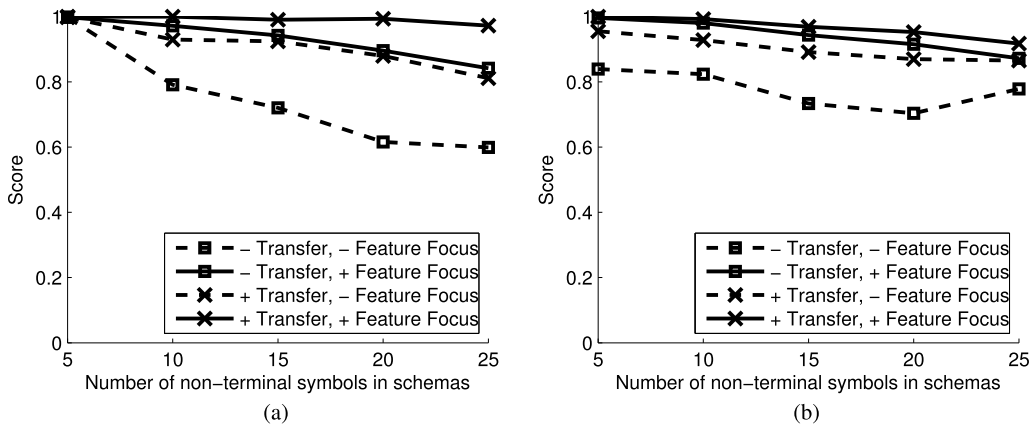 1
0.8
0.6
0.4
0.2
0
Score
− Transfer, − Feature Focus
− Transfer, + Feature Focus
+ Transfer, − Feature Focus
+ Transfer, + Feature Focus
5 10 15 20 25
Number of non−terminal symbols in schemas
(a)
1
0.8
0.6
0.4
0.2
0
Score
− Transfer, − Feature Focus
− Transfer, + Feature Focus
+ Transfer, − Feature Focus
+ Transfer, + Feature Focus
5 10 15 20 25
Number of non−terminal symbols in schemas
(b)